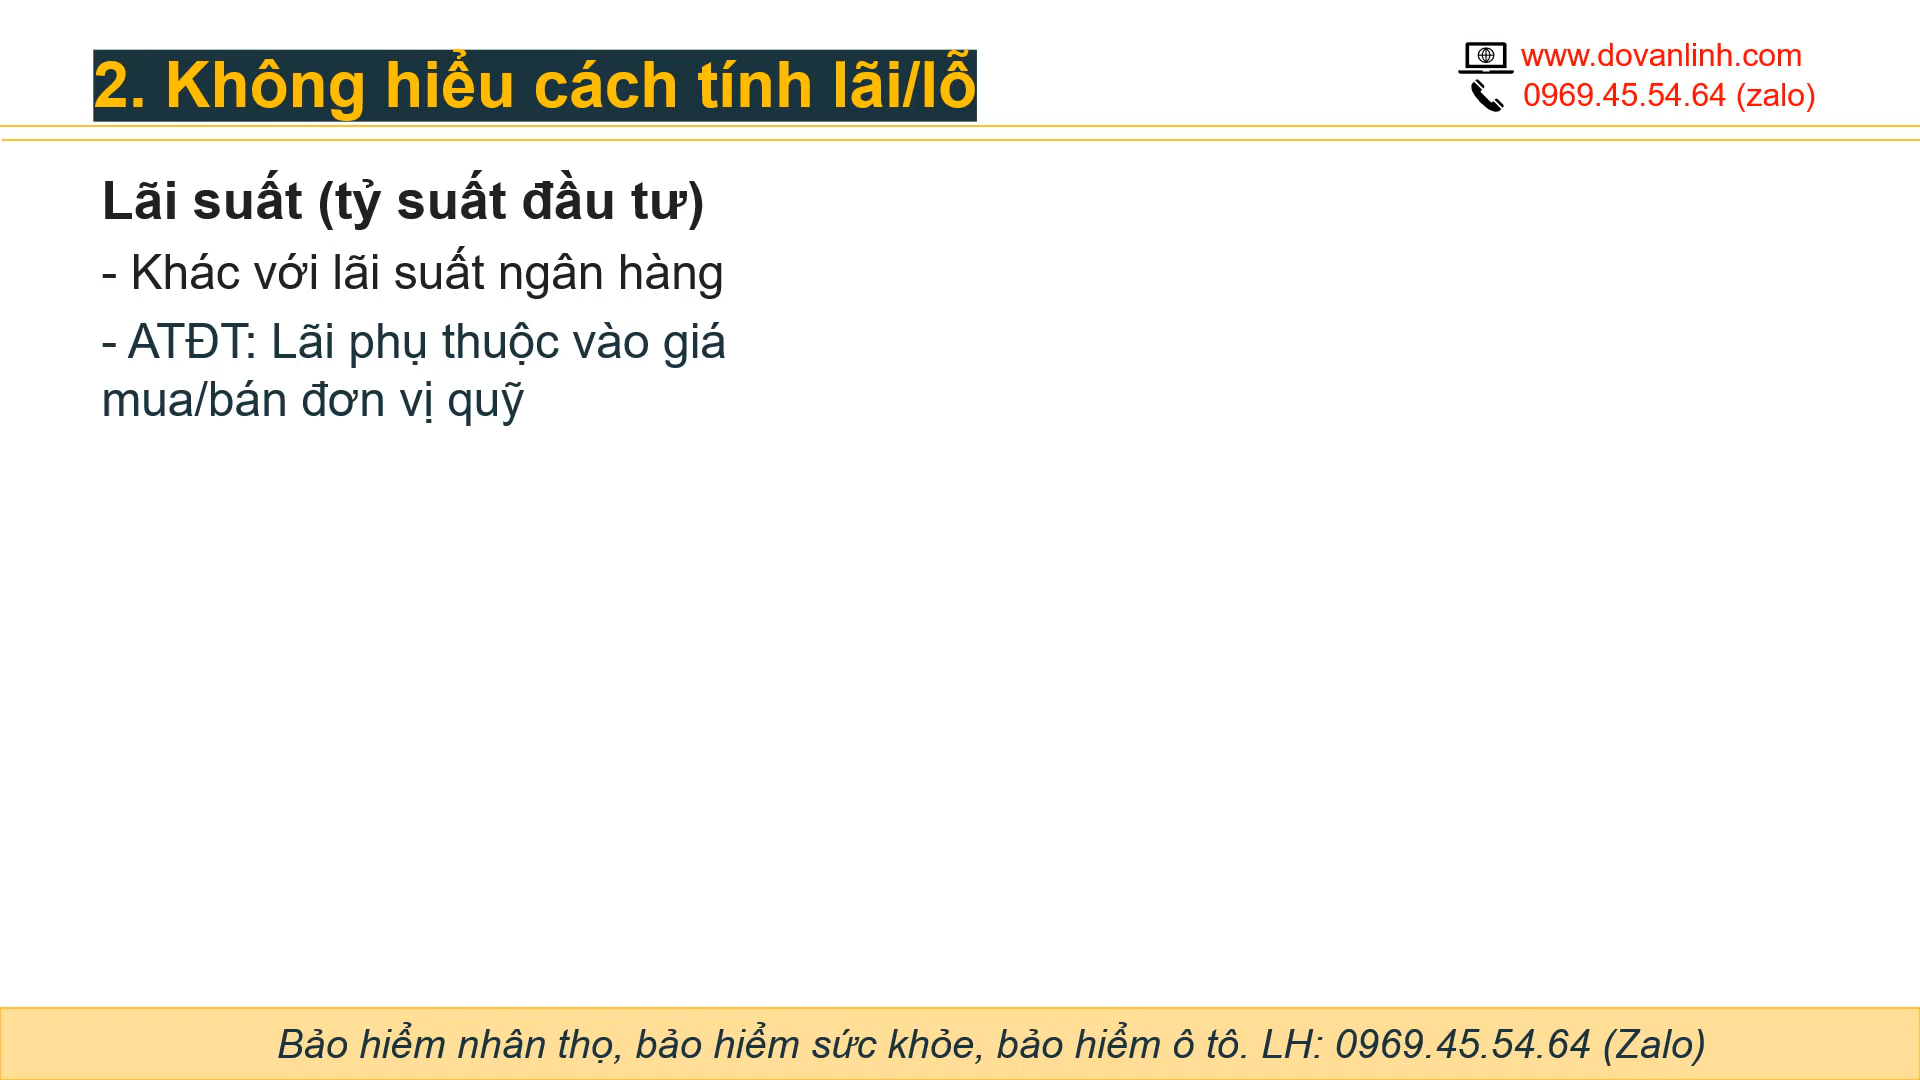 2. Không hiểu cách tính lãi/lỗ
www.dovanlinh.com
0969.45.54.64 (zalo)
Lãi suất (tỷ suất đầu tư)
- Khác với lãi suất ngân hàng
- ATĐT: Lãi phụ thuộc vào giá
mua/bán đơn vị quỹ
Bảo hiểm nhân thọ, bảo hiểm sức khỏe, bảo hiểm ô tô. LH: 0969.45.54.64 (Zalo)